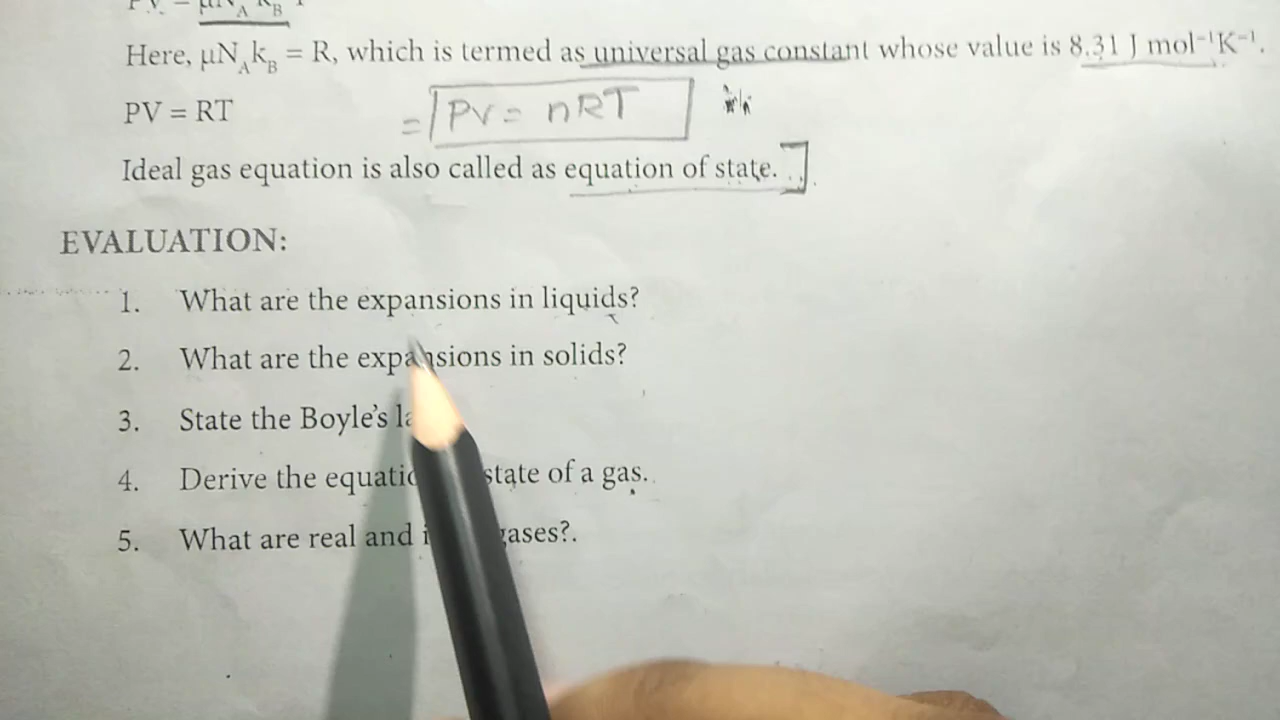 Here, μN_A k_B = R, which is termed as universal gas constant whose value is 8.31 J mol⁻¹K⁻¹.
PV = RT = PV = nRT
Ideal gas equation is also called as equation of state. ]
EVALUATION:
1. What are the expansions in liquids?
2. What are the expansions in solids?
3. State the Boyle's
4. Derive the state of a gas.
5. What are real and gases?.